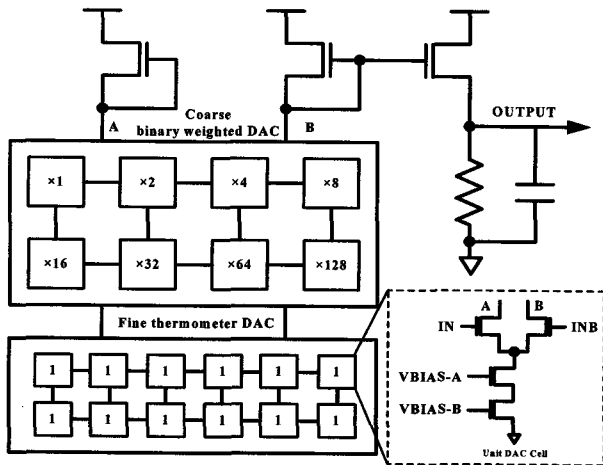 Coarse
A binary weighted DAC B
OUTPUT
×1 ×2 ×4 ×8
×16 ×32 ×64 ×128
Fine thermometer DAC
1 1 1 1 1 1
1 1 1 1 1 1
A B
IN INB
VBIAS-A
VBIAS-B
Unit DAC Cell